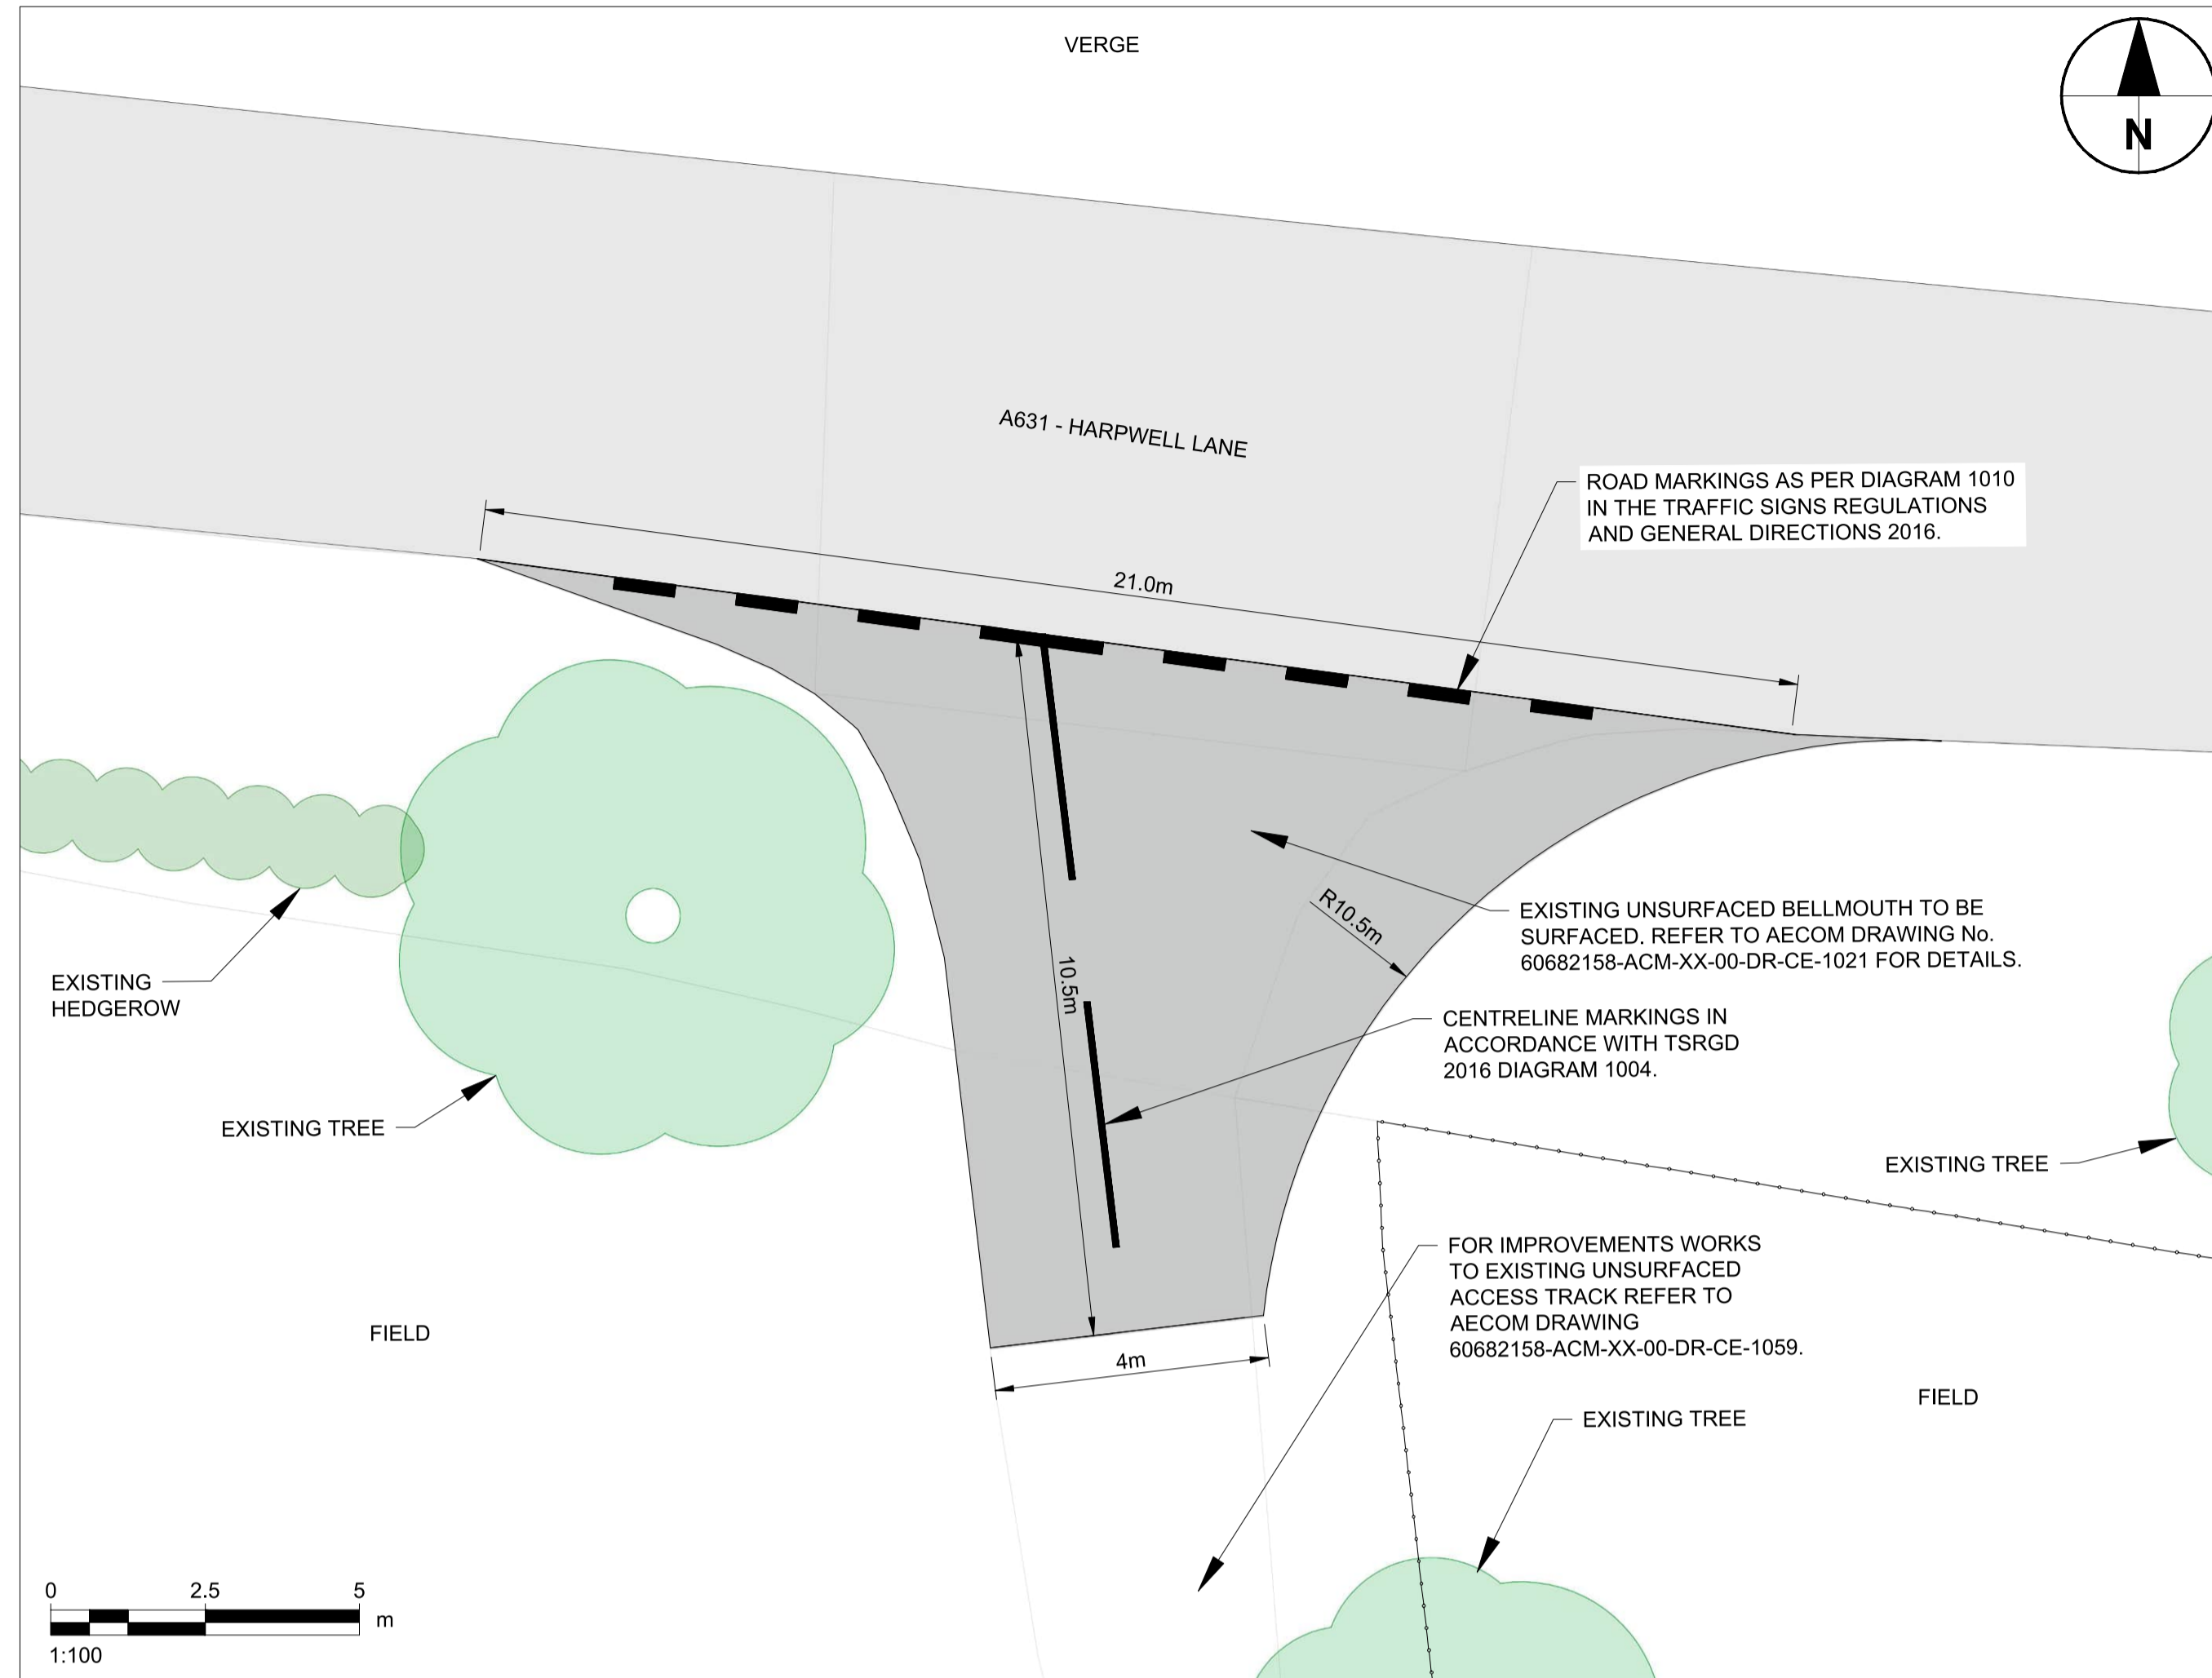 VERGE
N
A631 - HARPWELL LANE
ROAD MARKINGS AS PER DIAGRAM 1010
IN THE TRAFFIC SIGNS REGULATIONS
AND GENERAL DIRECTIONS 2016.
21.0m
R10.5m
EXISTING UNSURFACED BELLMOUTH TO BE
SURFACED. REFER TO AECOM DRAWING No.
60682158-ACM-XX-00-DR-CE-1021 FOR DETAILS.
10.5m
EXISTING
HEDGEROW
CENTRELINE MARKINGS IN
ACCORDANCE WITH TSRGD
2016 DIAGRAM 1004.
EXISTING TREE
EXISTING TREE
FOR IMPROVEMENTS WORKS
TO EXISTING UNSURFACED
ACCESS TRACK REFER TO
AECOM DRAWING
60682158-ACM-XX-00-DR-CE-1059.
FIELD
4m
FIELD
EXISTING TREE
0 2.5 5
m
1:100